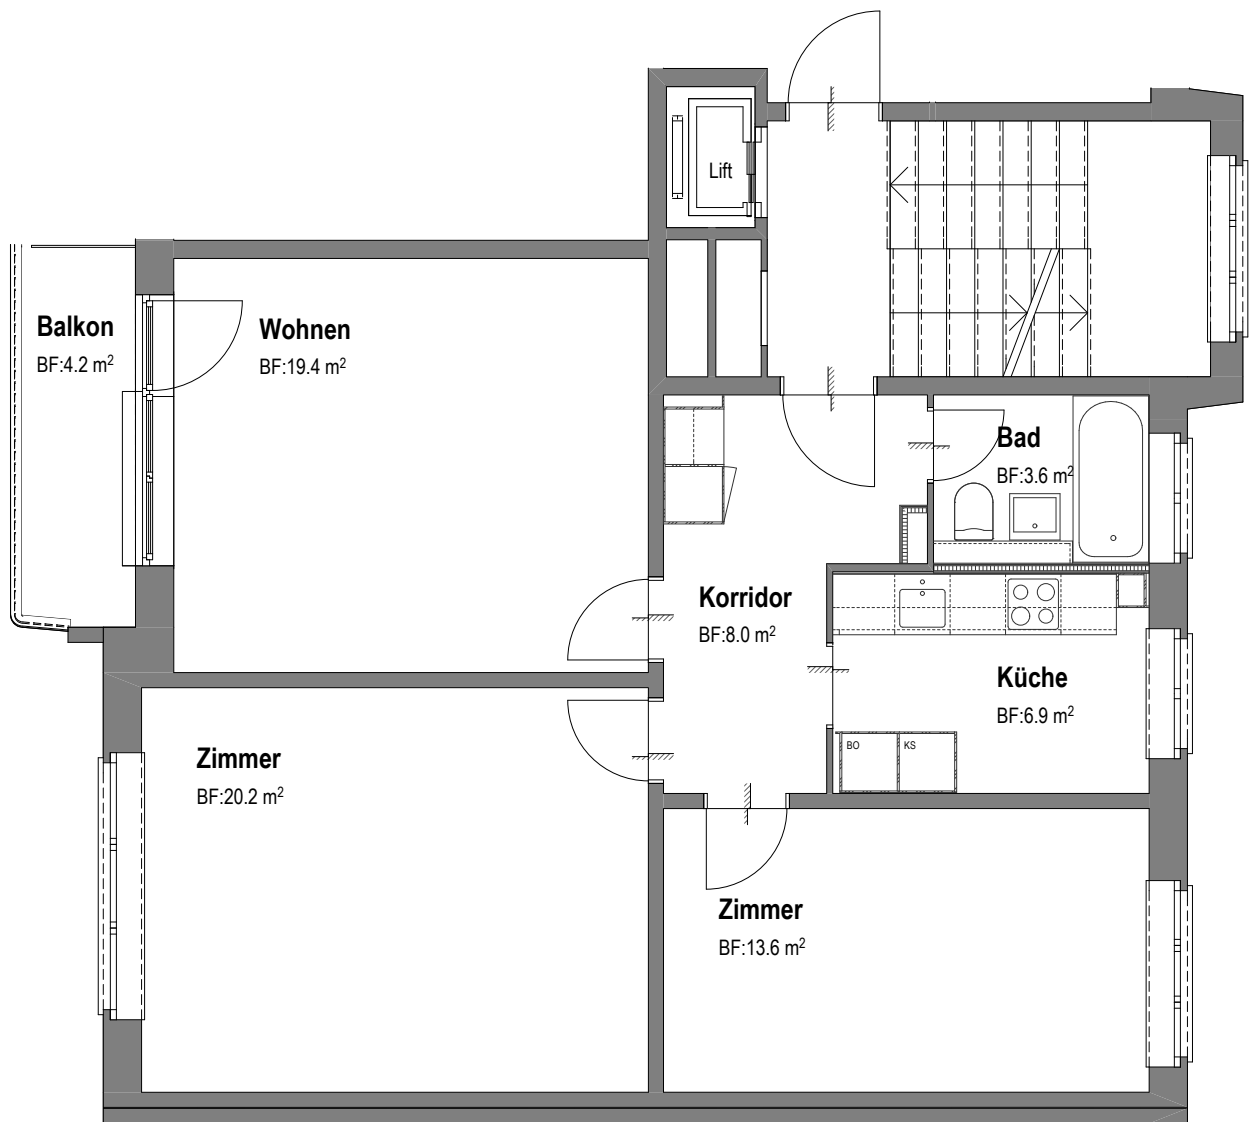 Lift
Balkon
BF:4.2 m²
Wohnen
BF:19.4 m²
Bad
BF:3.6 m²
Korridor
BF:8.0 m²
Küche
BF:6.9 m²
BO
KS
Zimmer
BF:20.2 m²
Zimmer
BF:13.6 m²